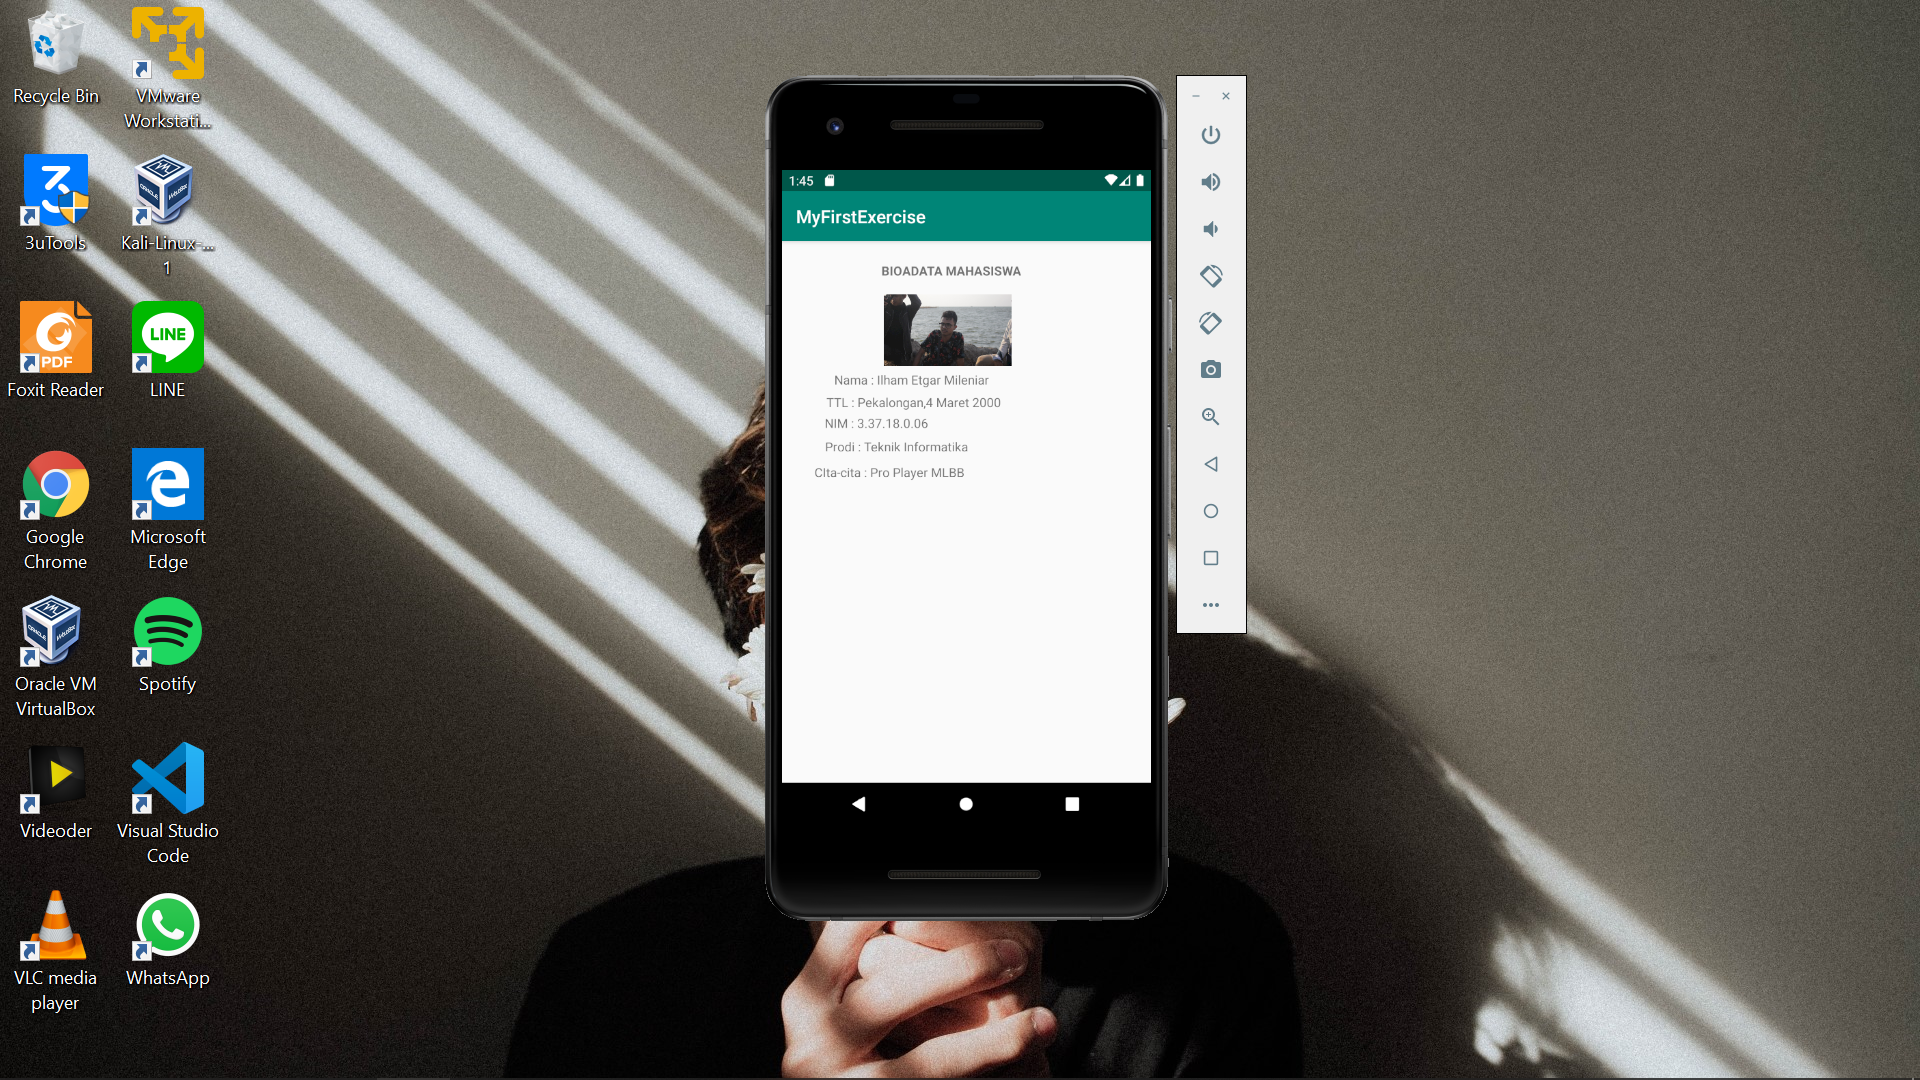 Recycle Bin
VMware
Workstati...
3uTools
Kali-Linux-...
1
PDF
Foxit Reader
LINE
LINE
Google
Chrome
Microsoft
Edge
Oracle VM
VirtualBox
Spotify
Videoder
Visual Studio
Code
VLC media
player
WhatsApp
1:45
MyFirstExercise
BIOADATA MAHASISWA
Nama : Ilham Etgar Mileniar
TTL : Pekalongan,4 Maret 2000
NIM : 3.37.18.0.06
Prodi : Teknik Informatika
CIta-cita : Pro Player MLBB